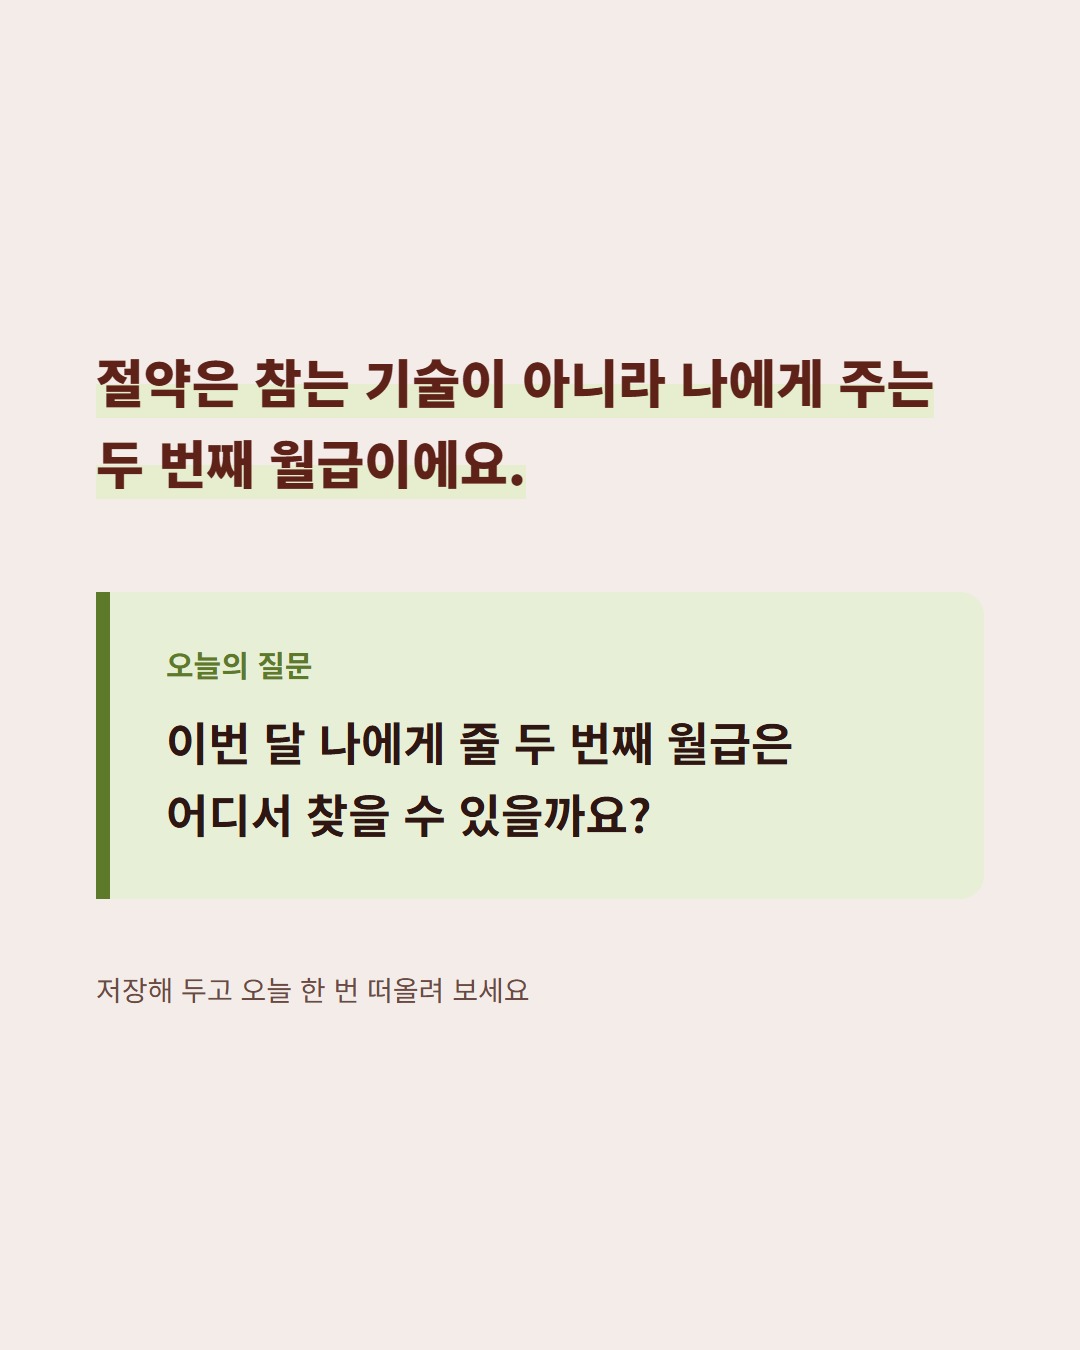 절약은 참는 기술이 아니라 나에게 주는
두 번째 월급이에요.
오늘의 질문
이번 달 나에게 줄 두 번째 월급은
어디서 찾을 수 있을까요?
저장해 두고 오늘 한 번 떠올려 보세요